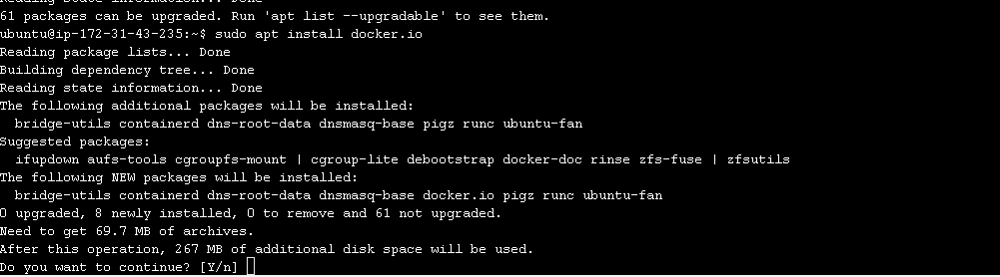 Reading state information... Done
61 packages can be upgraded. Run 'apt list --upgradable' to see them.
ubuntu@ip-172-31-43-235:~$ sudo apt install docker.io
Reading package lists... Done
Building dependency tree... Done
Reading state information... Done
The following additional packages will be installed:
  bridge-utils containerd dns-root-data dnsmasq-base pigz runc ubuntu-fan
Suggested packages:
  ifupdown aufs-tools cgroupfs-mount | cgroup-lite debootstrap docker-doc rinse zfs-fuse | zfsutils
The following NEW packages will be installed:
  bridge-utils containerd dns-root-data dnsmasq-base docker.io pigz runc ubuntu-fan
0 upgraded, 8 newly installed, 0 to remove and 61 not upgraded.
Need to get 69.7 MB of archives.
After this operation, 267 MB of additional disk space will be used.
Do you want to continue? [Y/n]